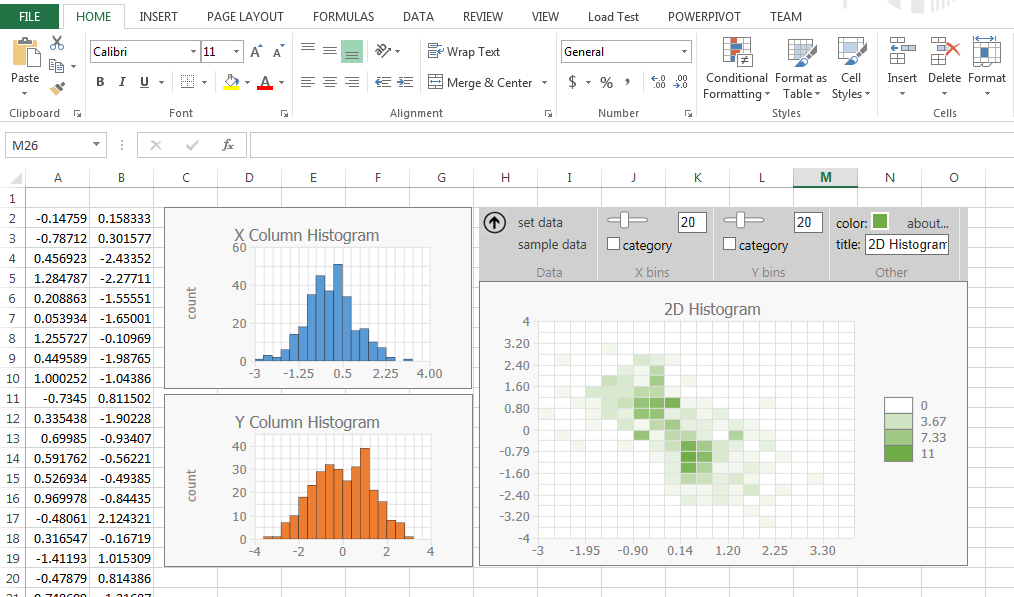 FILE HOME INSERT PAGE LAYOUT FORMULAS DATA REVIEW VIEW Load Test POWERPIVOT TEAM
Paste
Clipboard
Calibri 11 A A
B I U A
Font
Wrap Text
Merge & Center
Alignment
General
$ % , .0 .00 .00 .0
Number
Conditional Formatting
Format as Table
Cell Styles
Styles
Insert Delete Format
Cells
M26 fx
A B C D E F G H I J K L M N O
1
2 -0.14759 0.158333
3 -0.78712 0.301577
4 0.456923 -2.43352
5 1.284787 -2.27711
6 0.208863 -1.55551
7 0.053934 -1.65001
8 1.255727 -0.10969
9 0.449589 -1.98765
10 1.000252 -1.04386
11 -0.7345 0.811502
12 0.335438 -1.90228
13 0.69985 -0.93407
14 0.591762 -0.56221
15 0.526934 -0.49385
16 0.969978 -0.84435
17 -0.48061 2.124321
18 0.316547 -0.16719
19 -1.41193 1.015309
20 -0.47879 0.814386
X Column Histogram
count
60
40
20
0
-3 -1.25 0.5 2.25 4.00
Y Column Histogram
count
40
30
20
10
0
-4 -2 0 2 4
set data
sample data
Data
20
category
X bins
20
category
Y bins
color: about...
title: 2D Histogram
Other
2D Histogram
4
3.20
2.40
1.60
0.80
0
-0.79
-1.60
-2.40
-3.20
-4
-3 -1.95 -0.90 0.14 1.20 2.25 3.30
0
3.67
7.33
11